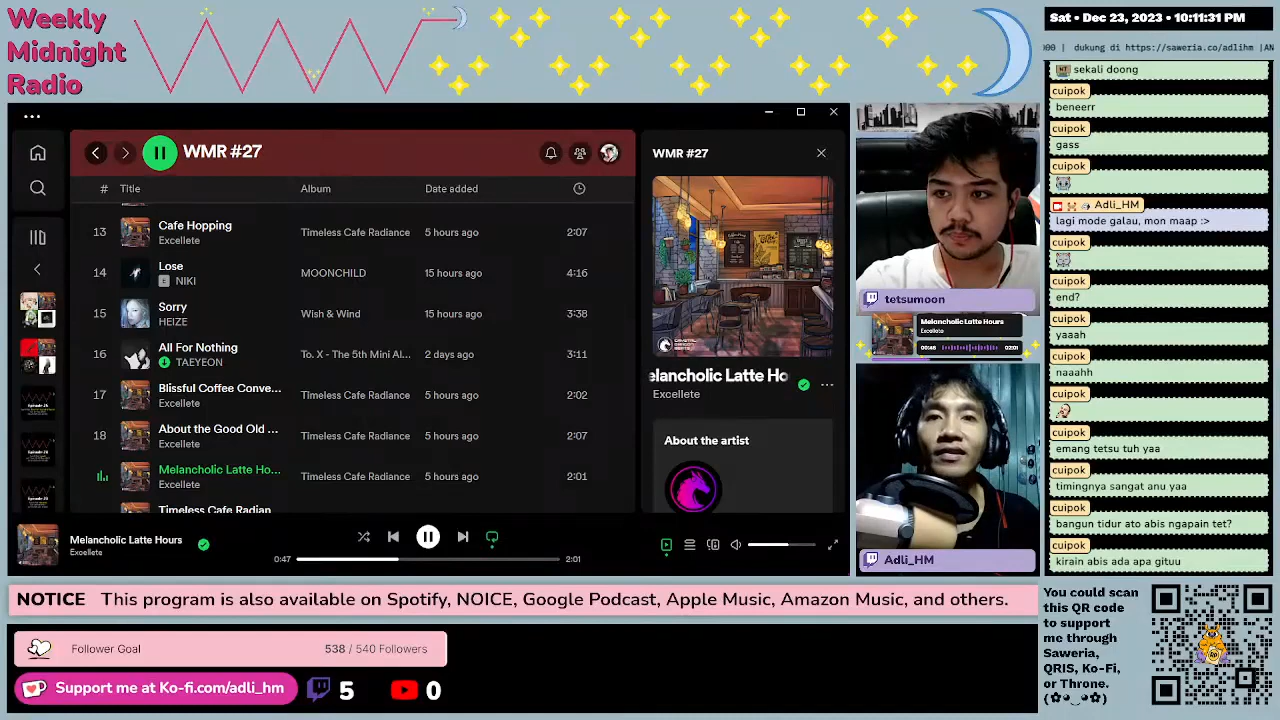 Weekly
Midnight
Radio
Sat • Dec 23, 2023 • 10:11:31 PM
000 | dukung di https://saweria.co/adlihm |AN
WMR #27
# Title Album Date added
Cafe Hopping
Excellete
Timeless Cafe Radiance 5 hours ago 2:07
14 Lose
E NIKI
MOONCHILD 15 hours ago 4:16
15 Sorry
HEIZE
Wish & Wind 15 hours ago 3:38
16 All For Nothing
TAEYEON
To. X - The 5th Mini Al... 2 days ago 3:11
17 Blissful Coffee Conve...
Excellete
Timeless Cafe Radiance 5 hours ago 2:02
18 About the Good Old ...
Excellete
Timeless Cafe Radiance 5 hours ago 2:07
Melancholic Latte Ho...
Excellete
Timeless Cafe Radiance 5 hours ago 2:01
Timeless Cafe Radian
WMR #27
elancholic Latte Ho
Excellete
About the artist
Melancholic Latte Hours
Excellete
0:47 2:01
tetsumoon
Melancholic Latte Hours
Excellete
00:46 02:01
Adli_HM
sekali doong
cuipok
beneerr
cuipok
gass
cuipok
Adli_HM
lagi mode galau, mon maap :>
cuipok
cuipok
end?
cuipok
yaaah
cuipok
naaahh
cuipok
cuipok
emang tetsu tuh yaa
cuipok
timingnya sangat anu yaa
cuipok
bangun tidur ato abis ngapain tet?
cuipok
kirain abis ada apa gituu
NOTICE This program is also available on Spotify, NOICE, Google Podcast, Apple Music, Amazon Music, and others.
Follower Goal 538 / 540 Followers
Support me at Ko-fi.com/adli_hm 5 0
You could scan
this QR code
to support
me through
Saweria,
QRIS, Ko-Fi,
or Throne.
(✿◕‿◕✿)
RP